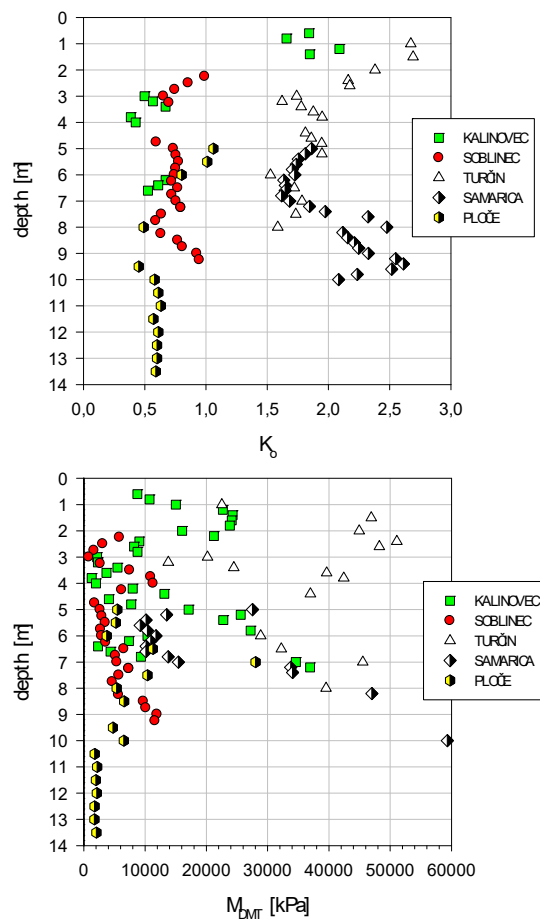 0
1
2
3
4
5
6
7
8
9
10
11
12
13
14
depth [m]
KALINOVEC
SOBLINEC
TURČIN
SAMARICA
PLOČE
0,0 0,5 1,0 1,5 2,0 2,5 3,0
Ko
0
1
2
3
4
5
6
7
8
9
10
11
12
13
14
depth [m]
KALINOVEC
SOBLINEC
TURČIN
SAMARICA
PLOČE
0 10000 20000 30000 40000 50000 60000
MDMT [kPa]